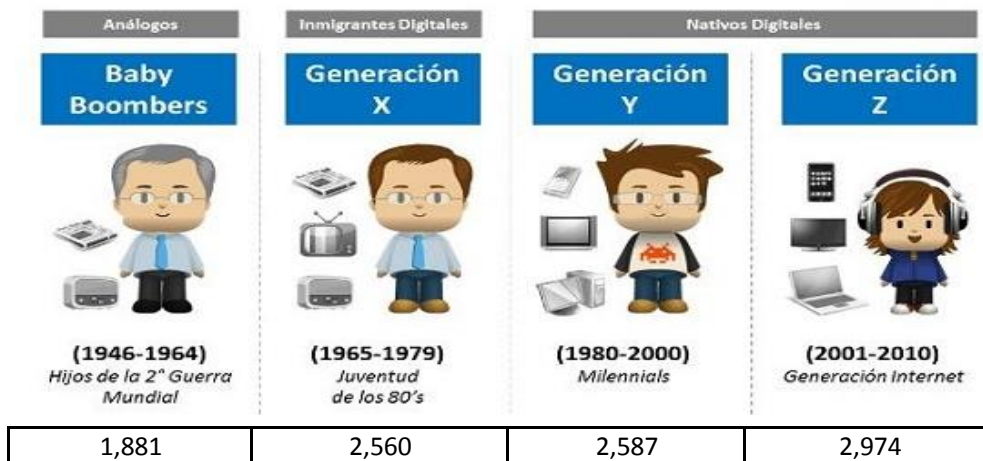 Análogos
Inmigrantes Digitales
Nativos Digitales
Baby
Boombers
Generación
X
Generación
Y
Generación
Z
(1946-1964)
Hijos de la 2° Guerra
Mundial
(1965-1979)
Juventud
de los 80's
(1980-2000)
Milennials
(2001-2010)
Generación Internet
1,881
2,560
2,587
2,974